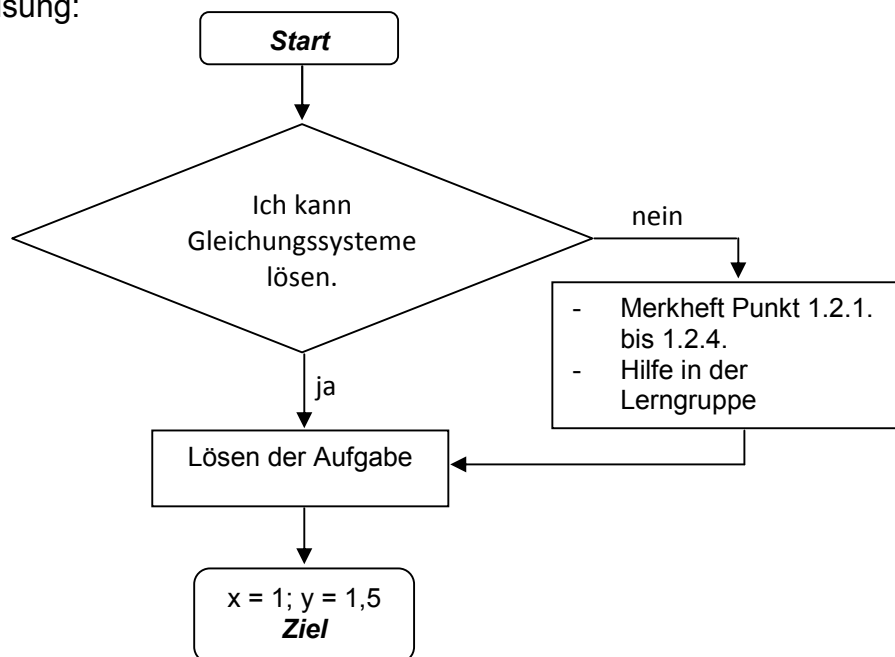 Start
Ich kann
Gleichungssysteme
lösen.
nein
- Merkheft Punkt 1.2.1.
bis 1.2.4.
- Hilfe in der
Lerngruppe
ja
Lösen der Aufgabe
x = 1; y = 1,5
Ziel